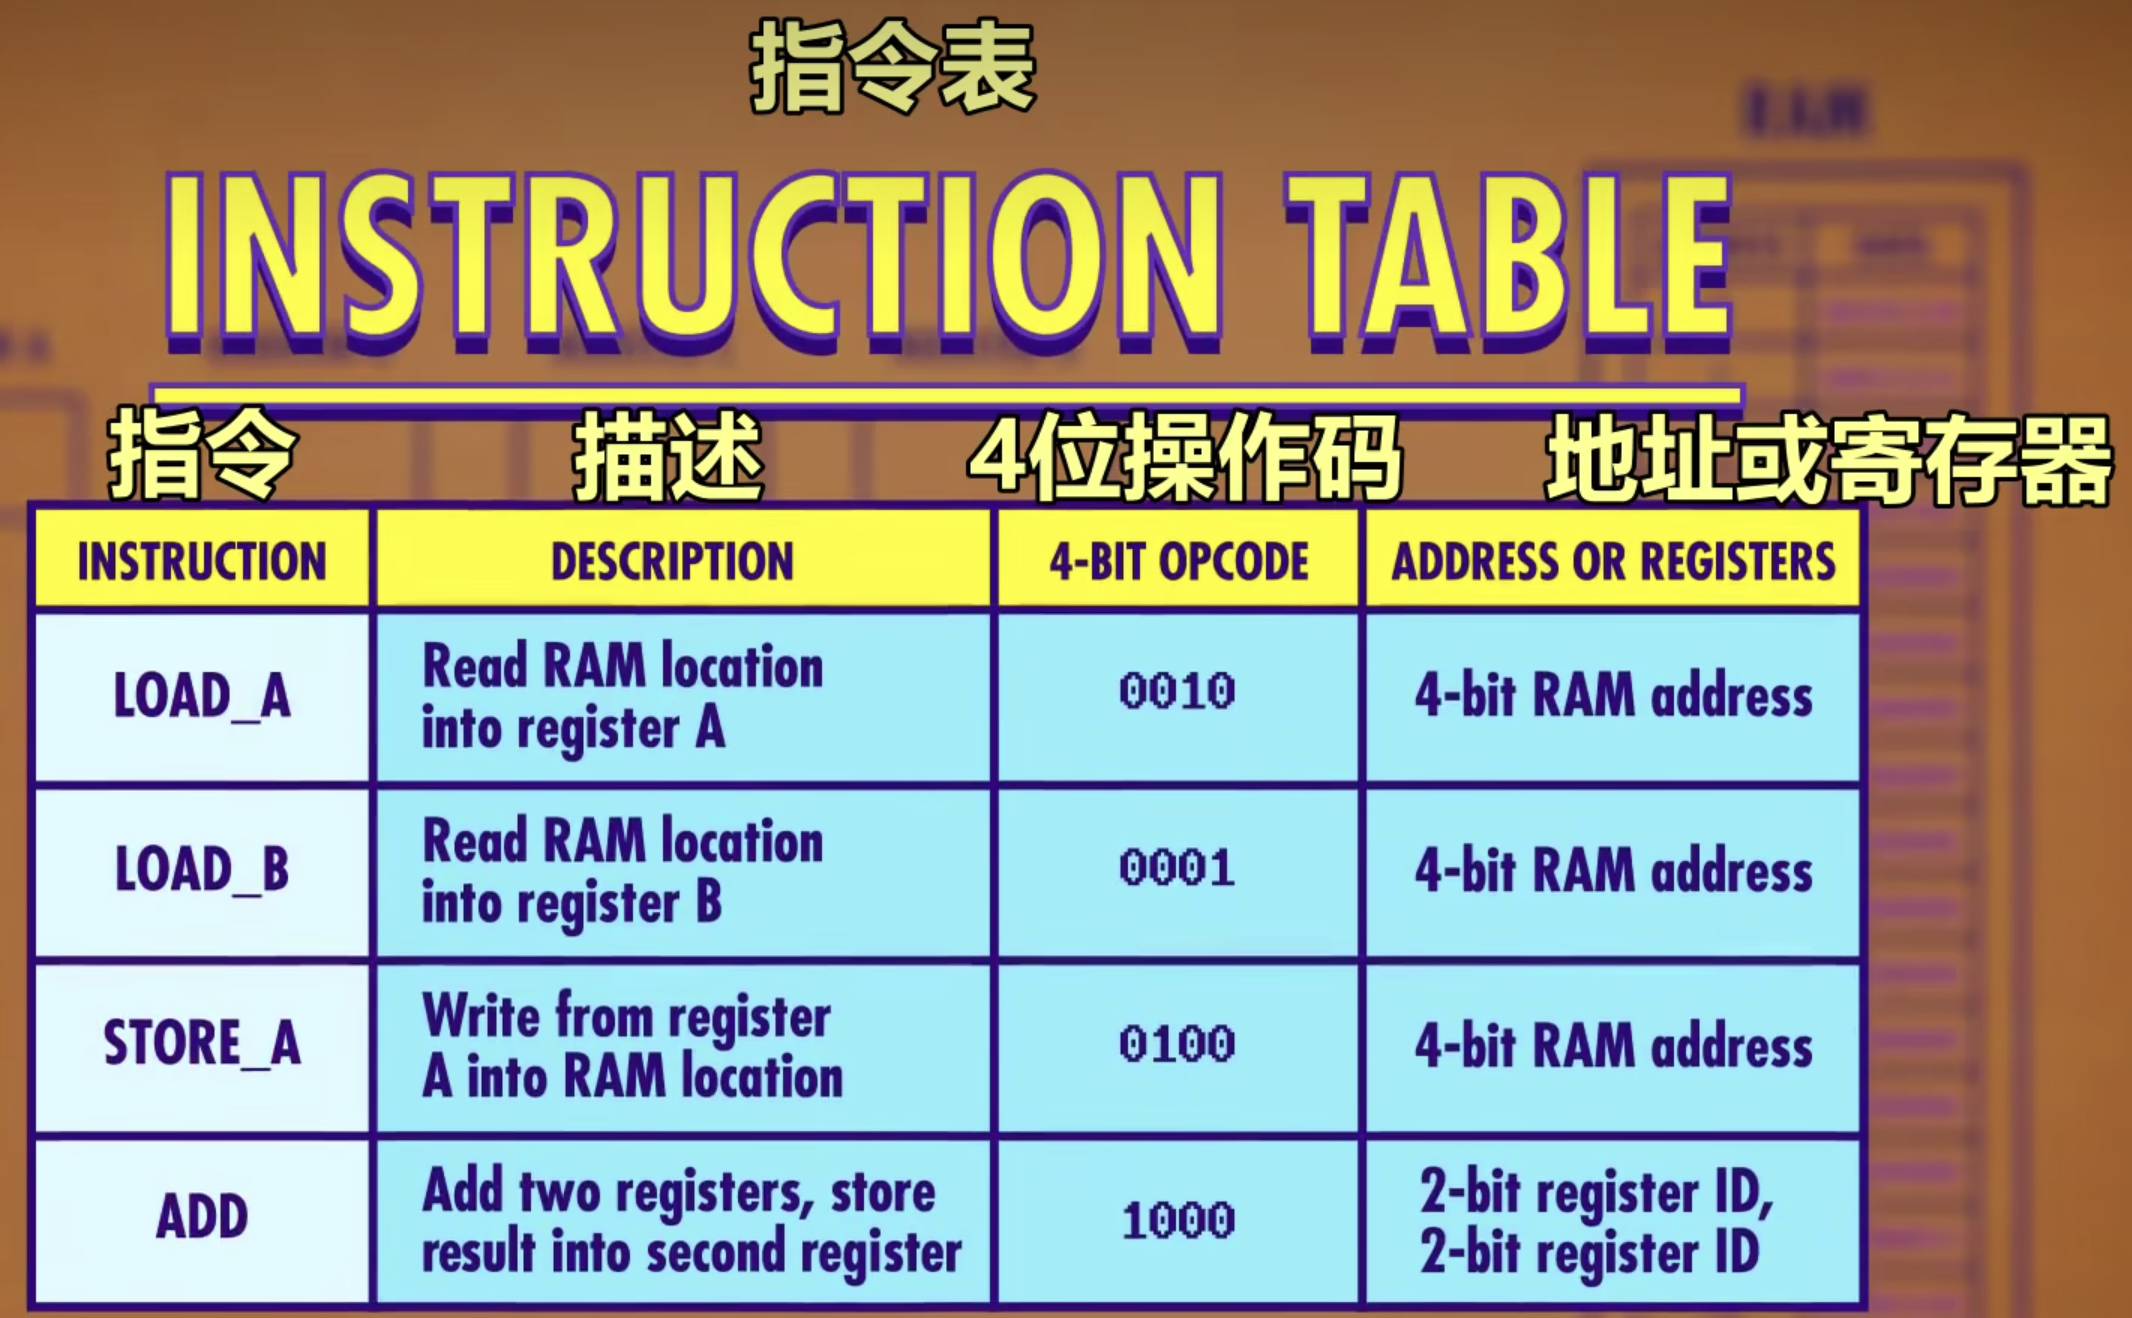 指令表
RAM
INSTRUCTION TABLE
指令 描述 4位操作码 地址或寄存器
INSTRUCTION DESCRIPTION 4-BIT OPCODE ADDRESS OR REGISTERS
LOAD_A
Read RAM location
into register A
0010
4-bit RAM address
LOAD_B
Read RAM location
into register B
0001
4-bit RAM address
STORE_A
Write from register
A into RAM location
0100
4-bit RAM address
ADD
Add two registers, store
result into second register
1000
2-bit register ID,
2-bit register ID